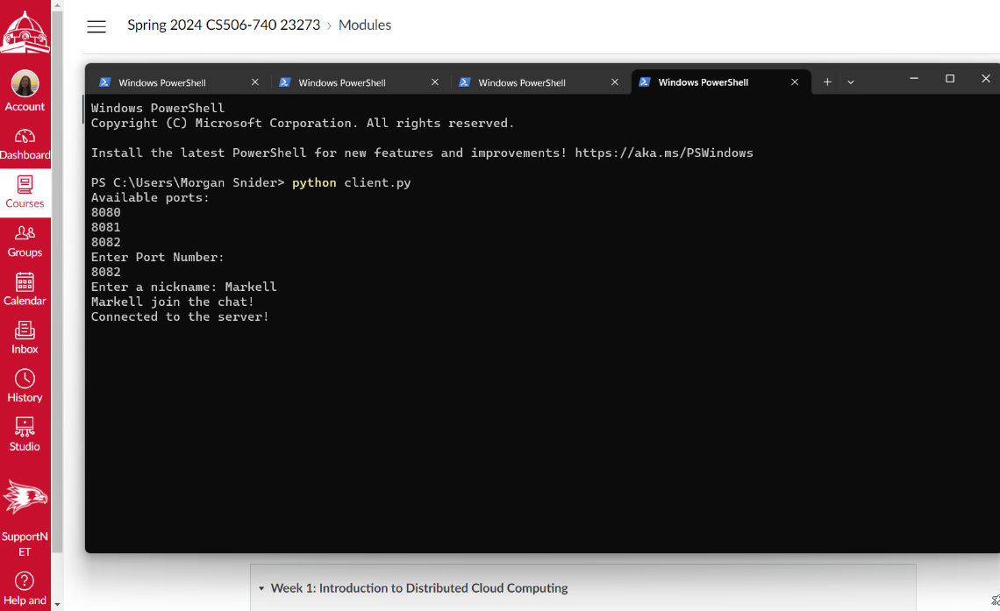 Spring 2024 CS506-740 23273 › Modules
Account
Dashboard
Courses
Groups
Calendar
Inbox
History
Studio
SupportN
ET
Help and
Windows PowerShell
Windows PowerShell
Windows PowerShell
Windows PowerShell
Windows PowerShell
Copyright (C) Microsoft Corporation. All rights reserved.
Install the latest PowerShell for new features and improvements! https://aka.ms/PSWindows
PS C:\Users\Morgan Snider> python client.py
Available ports:
8080
8081
8082
Enter Port Number:
8082
Enter a nickname: Markell
Markell join the chat!
Connected to the server!
Week 1: Introduction to Distributed Cloud Computing